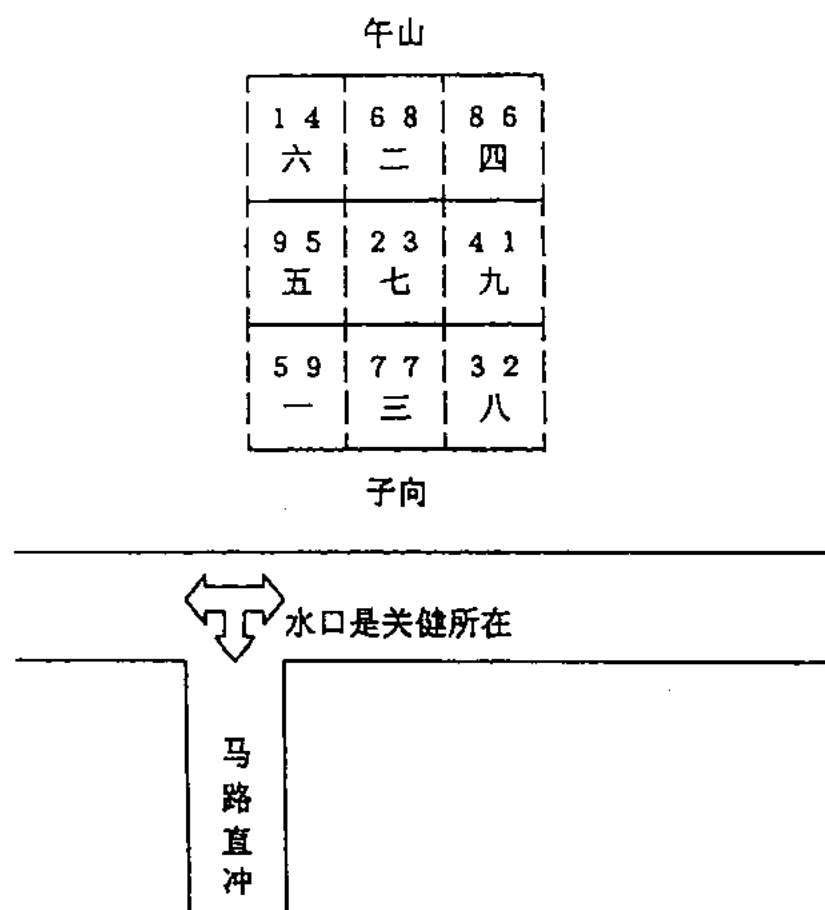 午山
1 4 6 8 8 6
六 二 四
9 5 2 3 4 1
五 七 九
5 9 7 7 3 2
一 三 八
子向
水口是关健所在
马
路
直
冲